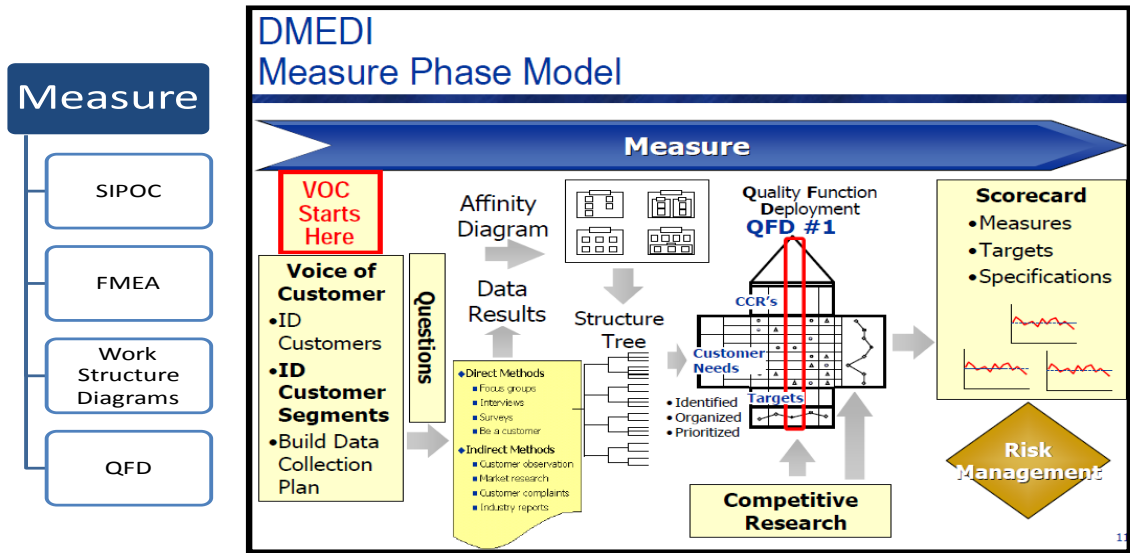 Measure
SIPOC
FMEA
Work
Structure
Diagrams
QFD
DMEDI
Measure Phase Model
Measure
VOC
Starts
Here
Voice of
Customer
•ID
Customers
•ID
Customer
Segments
•Build Data
Collection
Plan
Questions
Affinity
Diagram
Data
Results
◆Direct Methods
■ Focus groups
■ Interviews
■ Surveys
■ Be a customer
◆Indirect Methods
■ Customer observation
■ Market research
■ Customer complaints
■ Industry reports
Structure
Tree
Quality Function
Deployment
QFD #1
CCR's
Customer
Needs
Targets
• Identified
• Organized
• Prioritized
Competitive
Research
Scorecard
•Measures
•Targets
•Specifications
Risk
Management